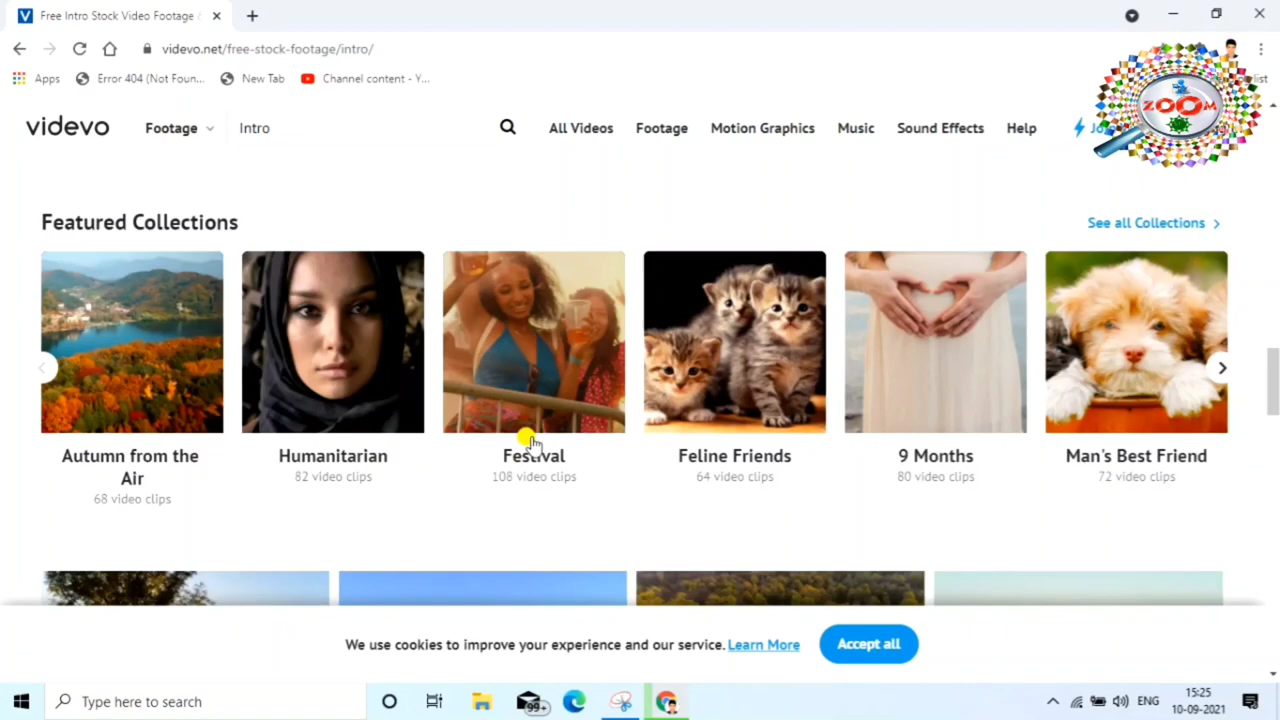 Free Intro Stock Video Footage
Error 404 (Not Foun...
videvo.net/free-stock-footage/intro/
Apps
New Tab
Channel content - Y...
ZOOM
videvo
Footage
Intro
All Videos
Footage
Motion Graphics
Music
Sound Effects
Help
Featured Collections
See all Collections
Autumn from the
Air
68 video clips
Humanitarian
82 video clips
Festival
108 video clips
Feline Friends
64 video clips
9 Months
80 video clips
Man's Best Friend
72 video clips
We use cookies to improve your experience and our service. Learn More
Accept all
Type here to search
99+
ENG
15:25
10-09-2021